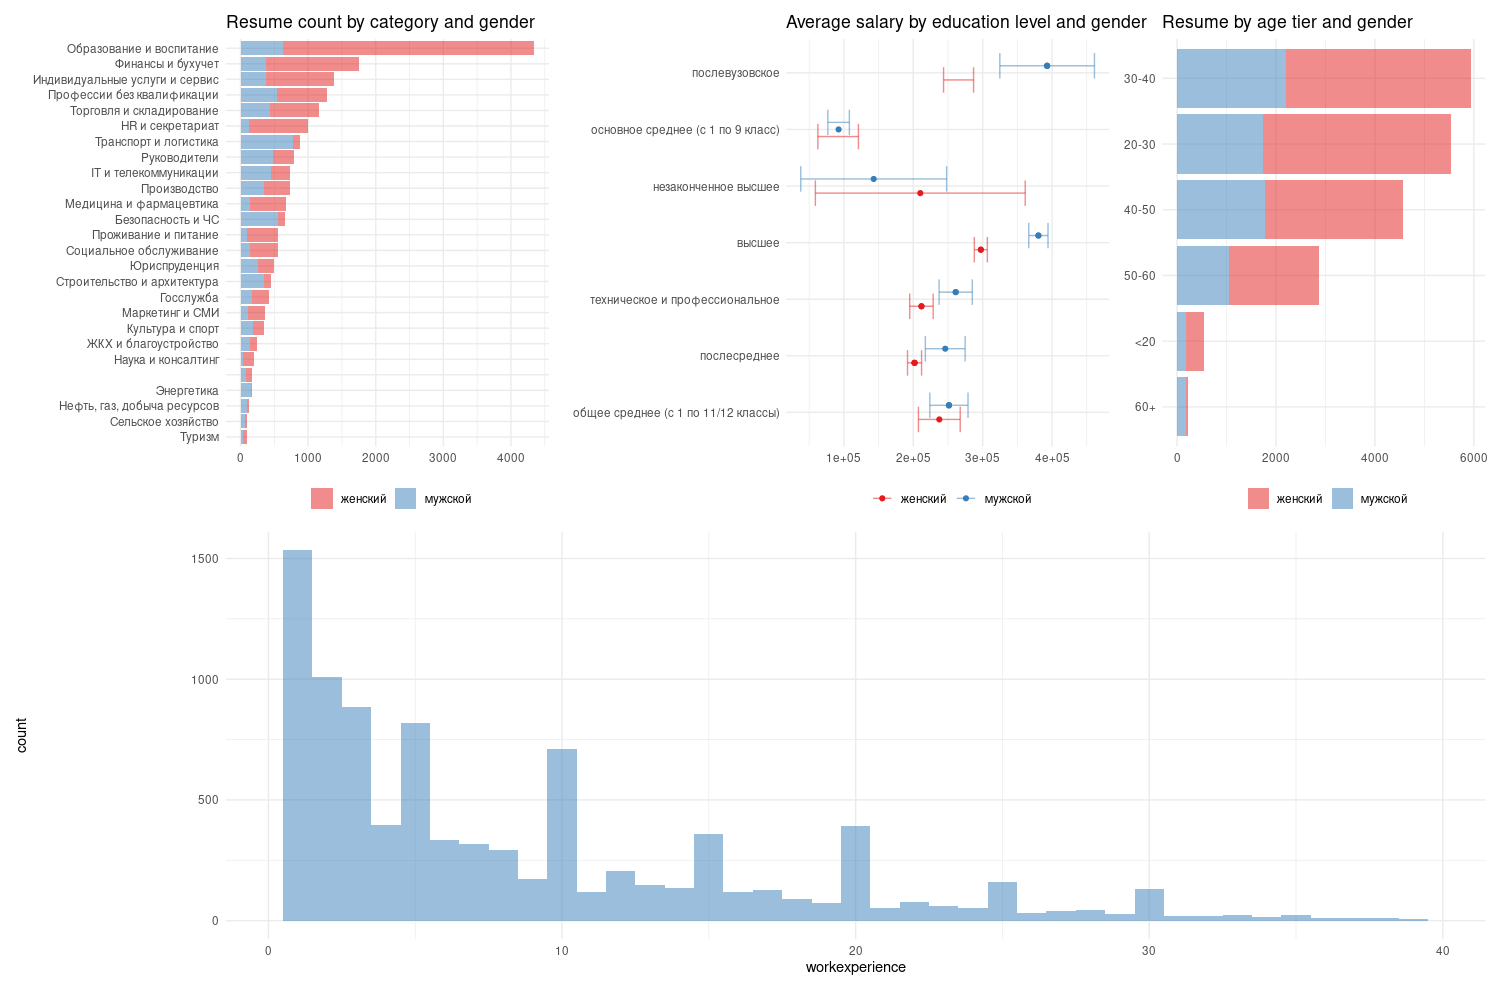 Resume count by category and gender
Образование и воспитание
Финансы и бухучет
Индивидуальные услуги и сервис
Профессии без квалификации
Торговля и складирование
HR и секретариат
Транспорт и логистика
Руководители
IT и телекоммуникации
Производство
Медицина и фармацевтика
Безопасность и ЧС
Проживание и питание
Социальное обслуживание
Юриспруденция
Строительство и архитектура
Госслужба
Маркетинг и СМИ
Культура и спорт
ЖКХ и благоустройство
Наука и консалтинг
Энергетика
Нефть, газ, добыча ресурсов
Сельское хозяйство
Туризм
0 1000 2000 3000 4000
женский мужской
Average salary by education level and gender
послевузовское
основное среднее (с 1 по 9 класс)
незаконченное высшее
высшее
техническое и профессиональное
послесреднее
общее среднее (с 1 по 11/12 классы)
1e+05 2e+05 3e+05 4e+05
женский мужской
Resume by age tier and gender
30-40
20-30
40-50
50-60
<20
60+
0 2000 4000 6000
женский мужской
count
1500
1000
500
0
0 10 20 30 40
workexperience